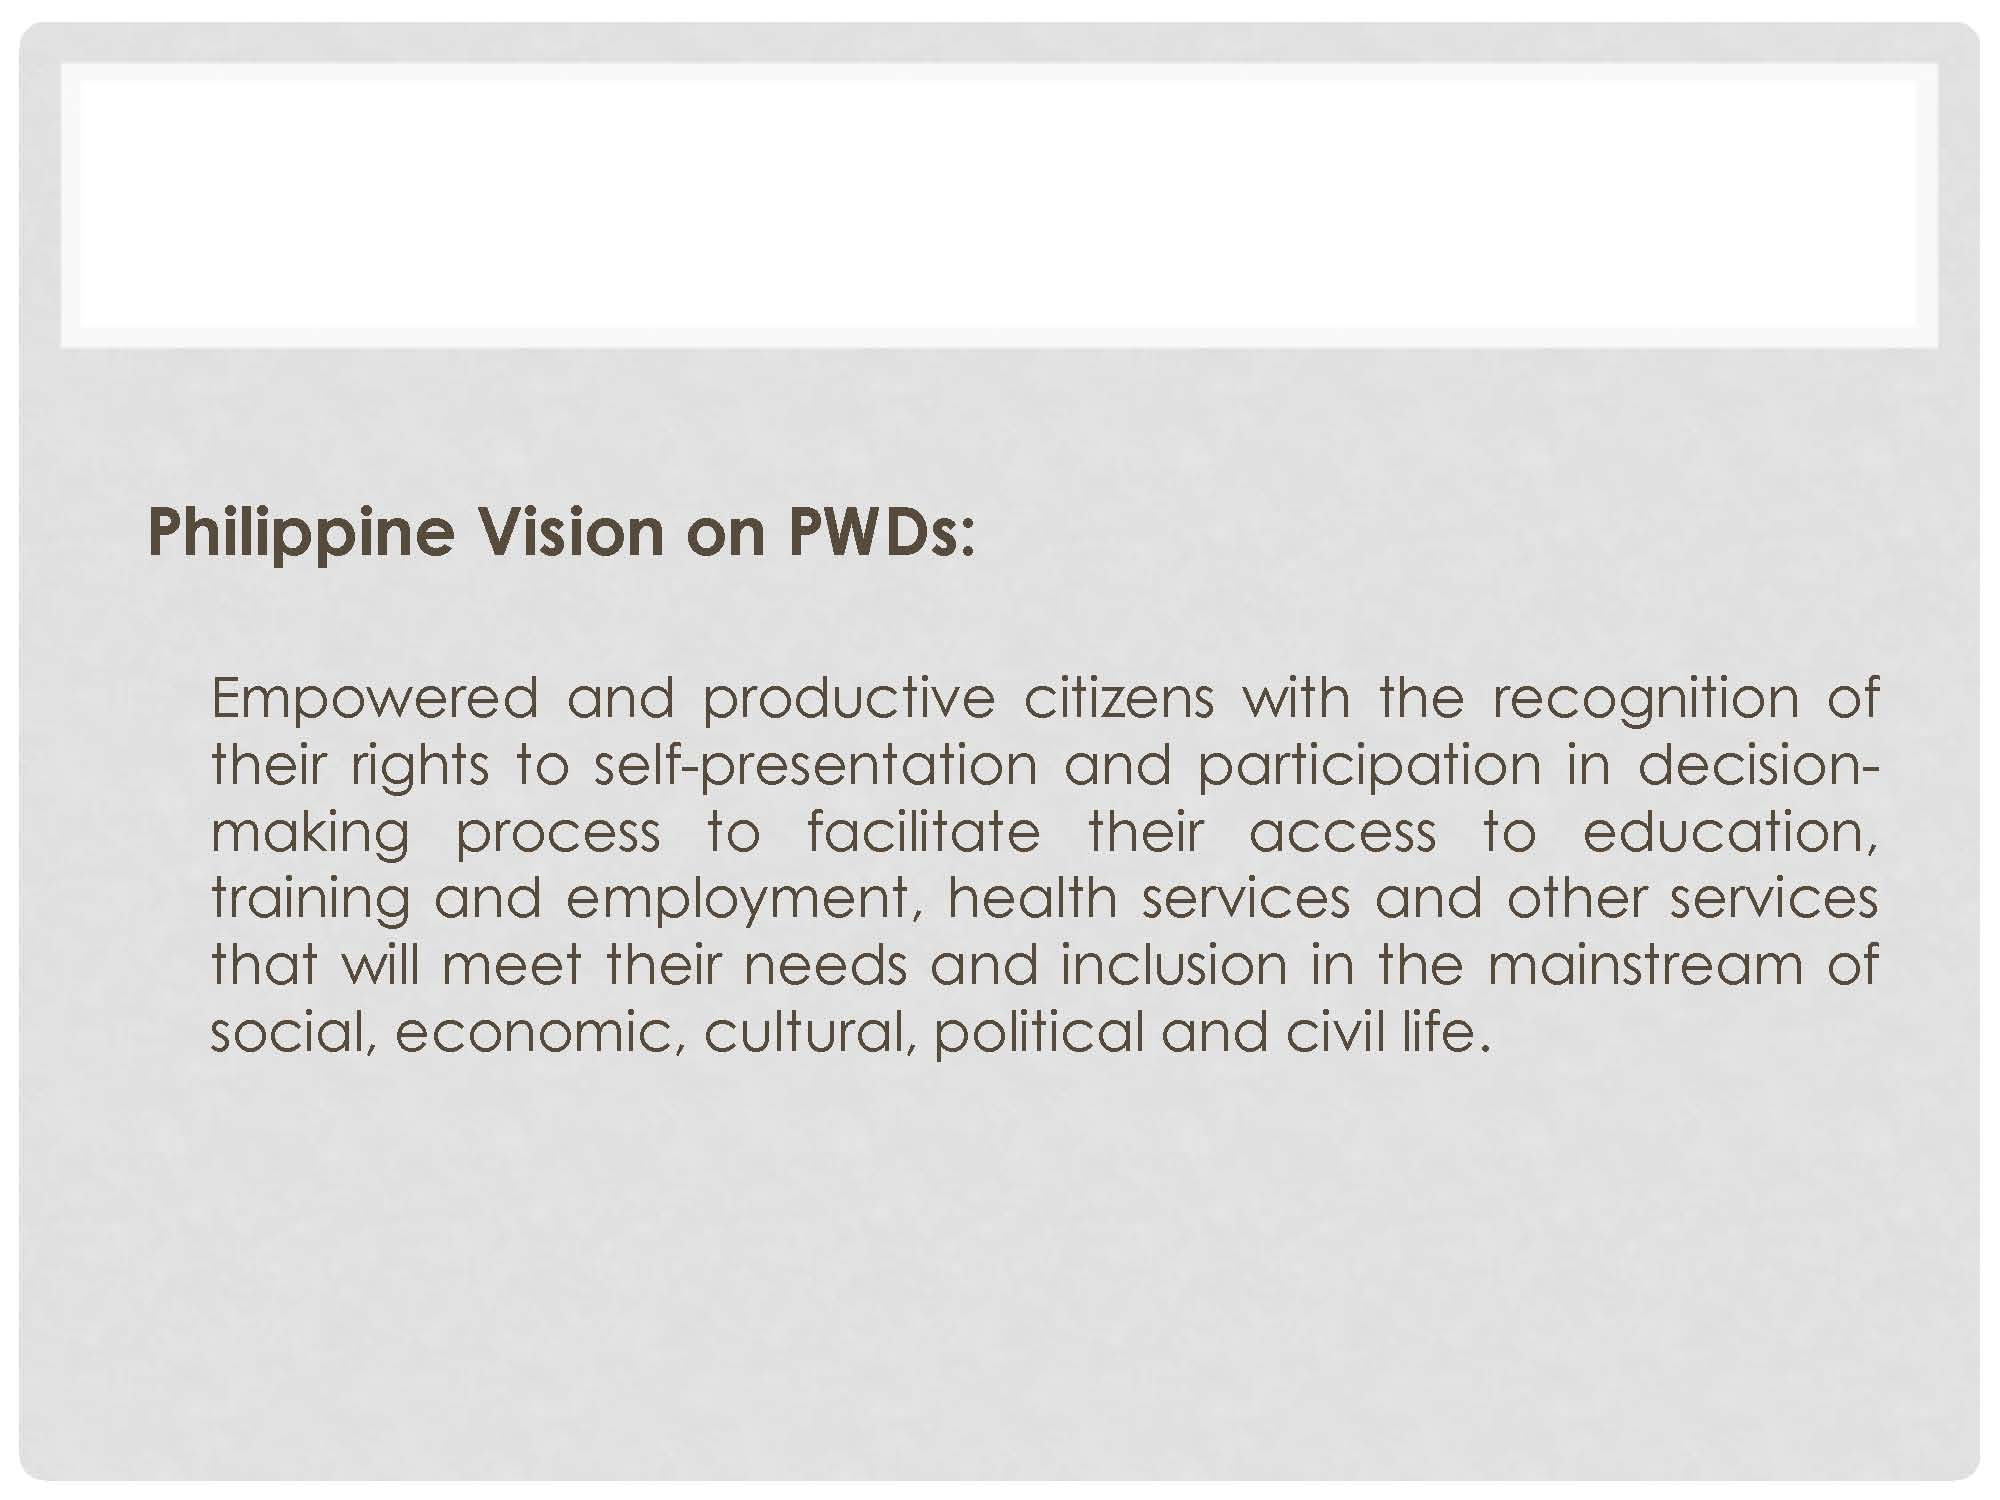 Philippine Vision on PWDs:
Empowered and productive citizens with the recognition of
their rights to self-presentation and participation in decision-
making process to facilitate their access to education,
training and employment, health services and other services
that will meet their needs and inclusion in the mainstream of
social, economic, cultural, political and civil life.